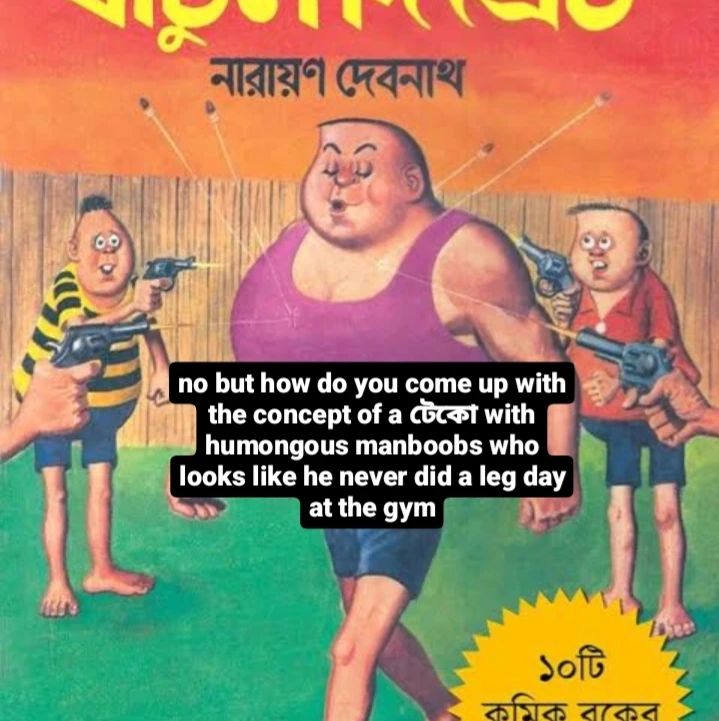 নারায়ণ দেবনাথ
no but how do you come up with
the concept of a টেকো with
humongous manboobs who
looks like he never did a leg day
at the gym
১০টি
কমিক বুকের